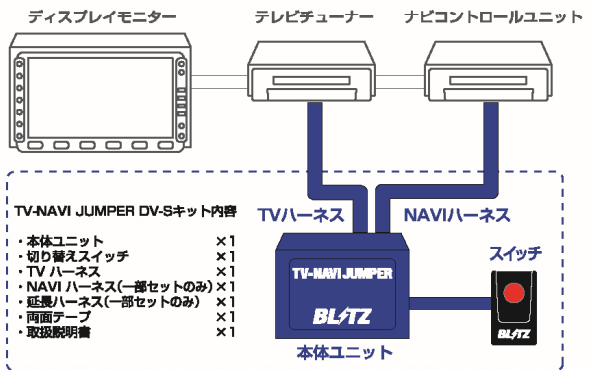 ディスプレイモニター
テレビチューナー
ナビコントロールユニット
TVハーネス
NAVIハーネス
TV-NAVI JUMPER DV-Sキット内容
・本体ユニット ×1
・切り替えスイッチ ×1
・TV ハーネス ×1
・NAVI ハーネス(一部セットのみ) ×1
・延長ハーネス(一部セットのみ) ×1
・両面テープ ×1
・取扱説明書 ×1
TV-NAVI JUMPER
BLITZ
本体ユニット
スイッチ
BLITZ